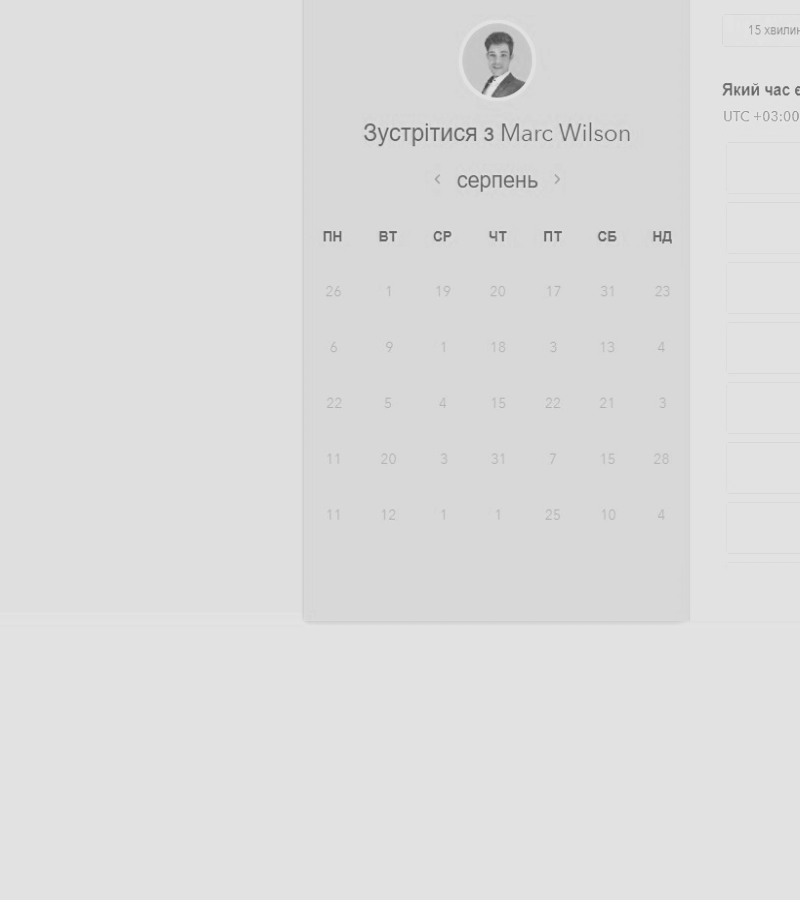 15 хвилин
Зустрітися з Marc Wilson
Який час є
UTC +03:00
серпень
ПН ВТ СР ЧТ ПТ СБ НД
26 1 19 20 17 31 23
6 9 1 18 3 13 4
22 5 4 15 22 21 3
11 20 3 31 7 15 28
11 12 1 1 25 10 4